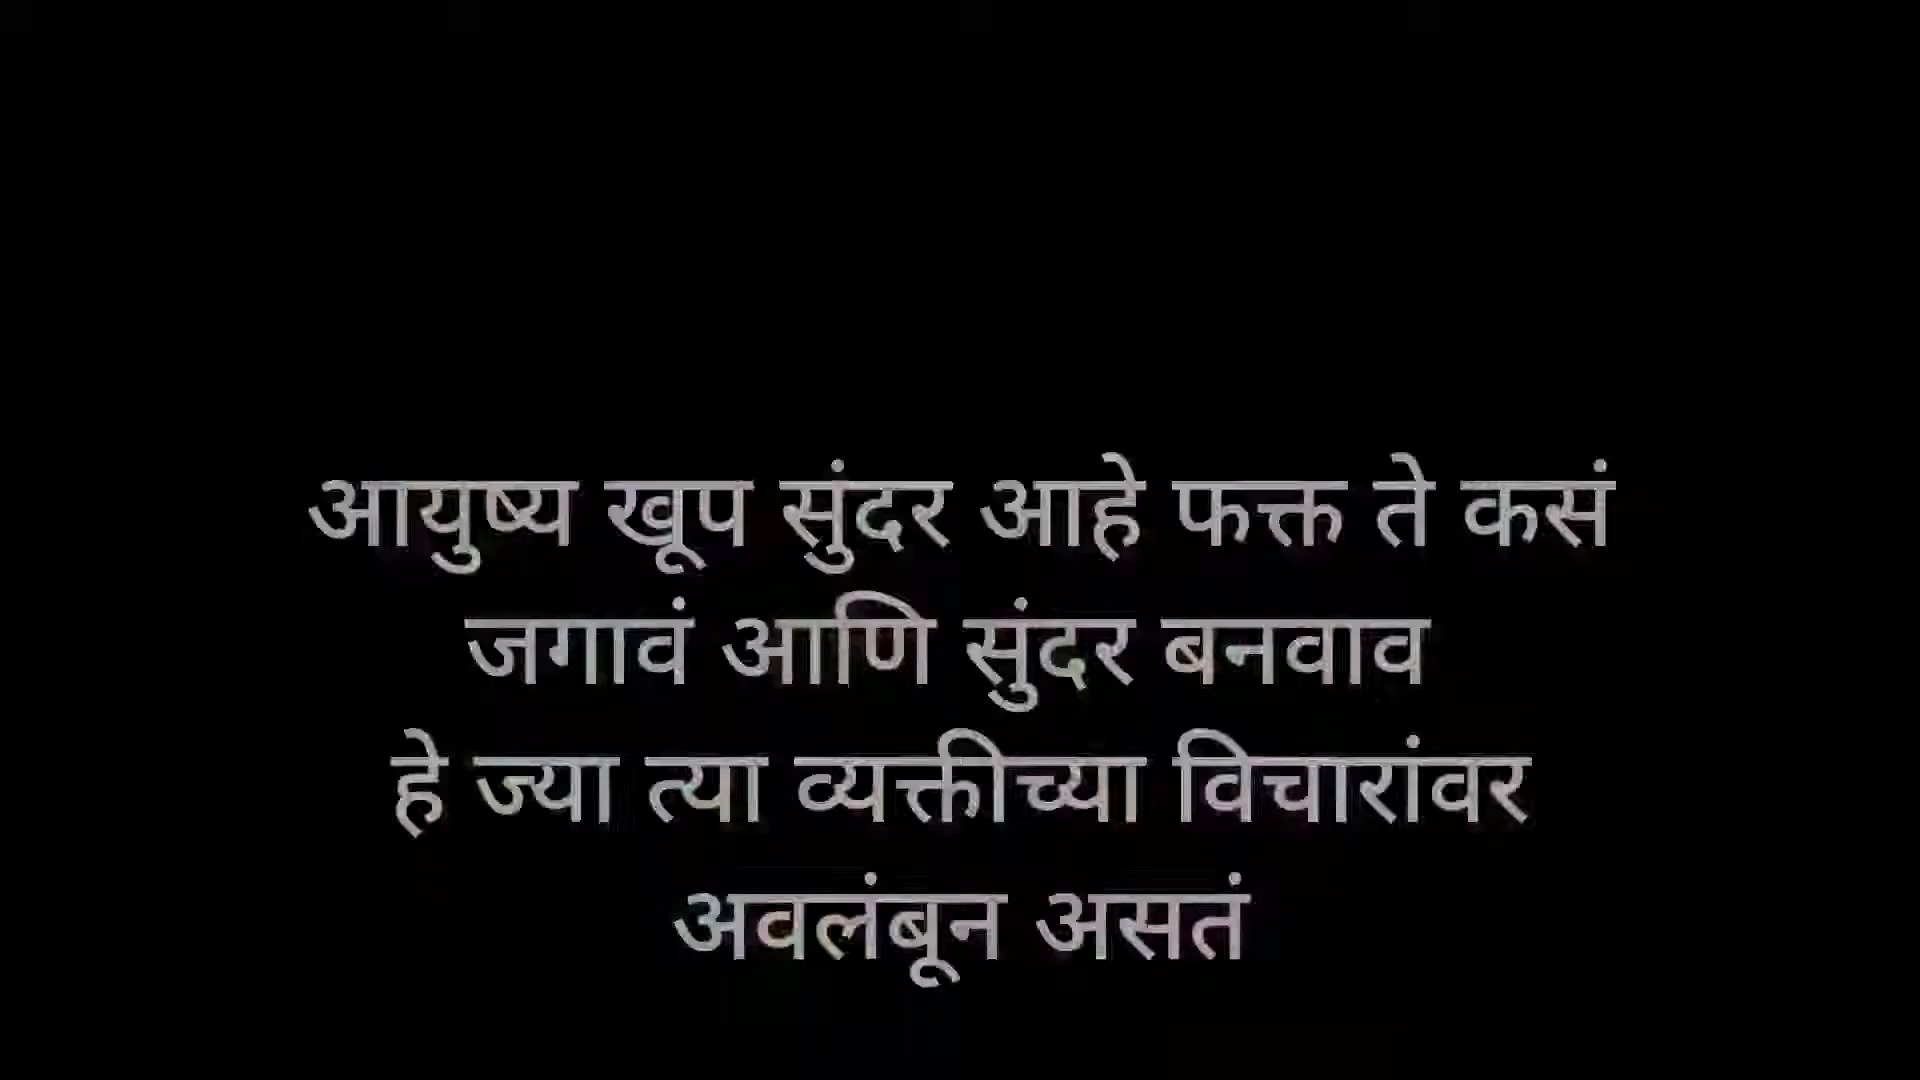 आयुष्य खूप सुंदर आहे फक्त ते कसं
जगावं आणि सुंदर बनवाव
हे ज्या त्या व्यक्तीच्या विचारांवर
अवलंबून असतं